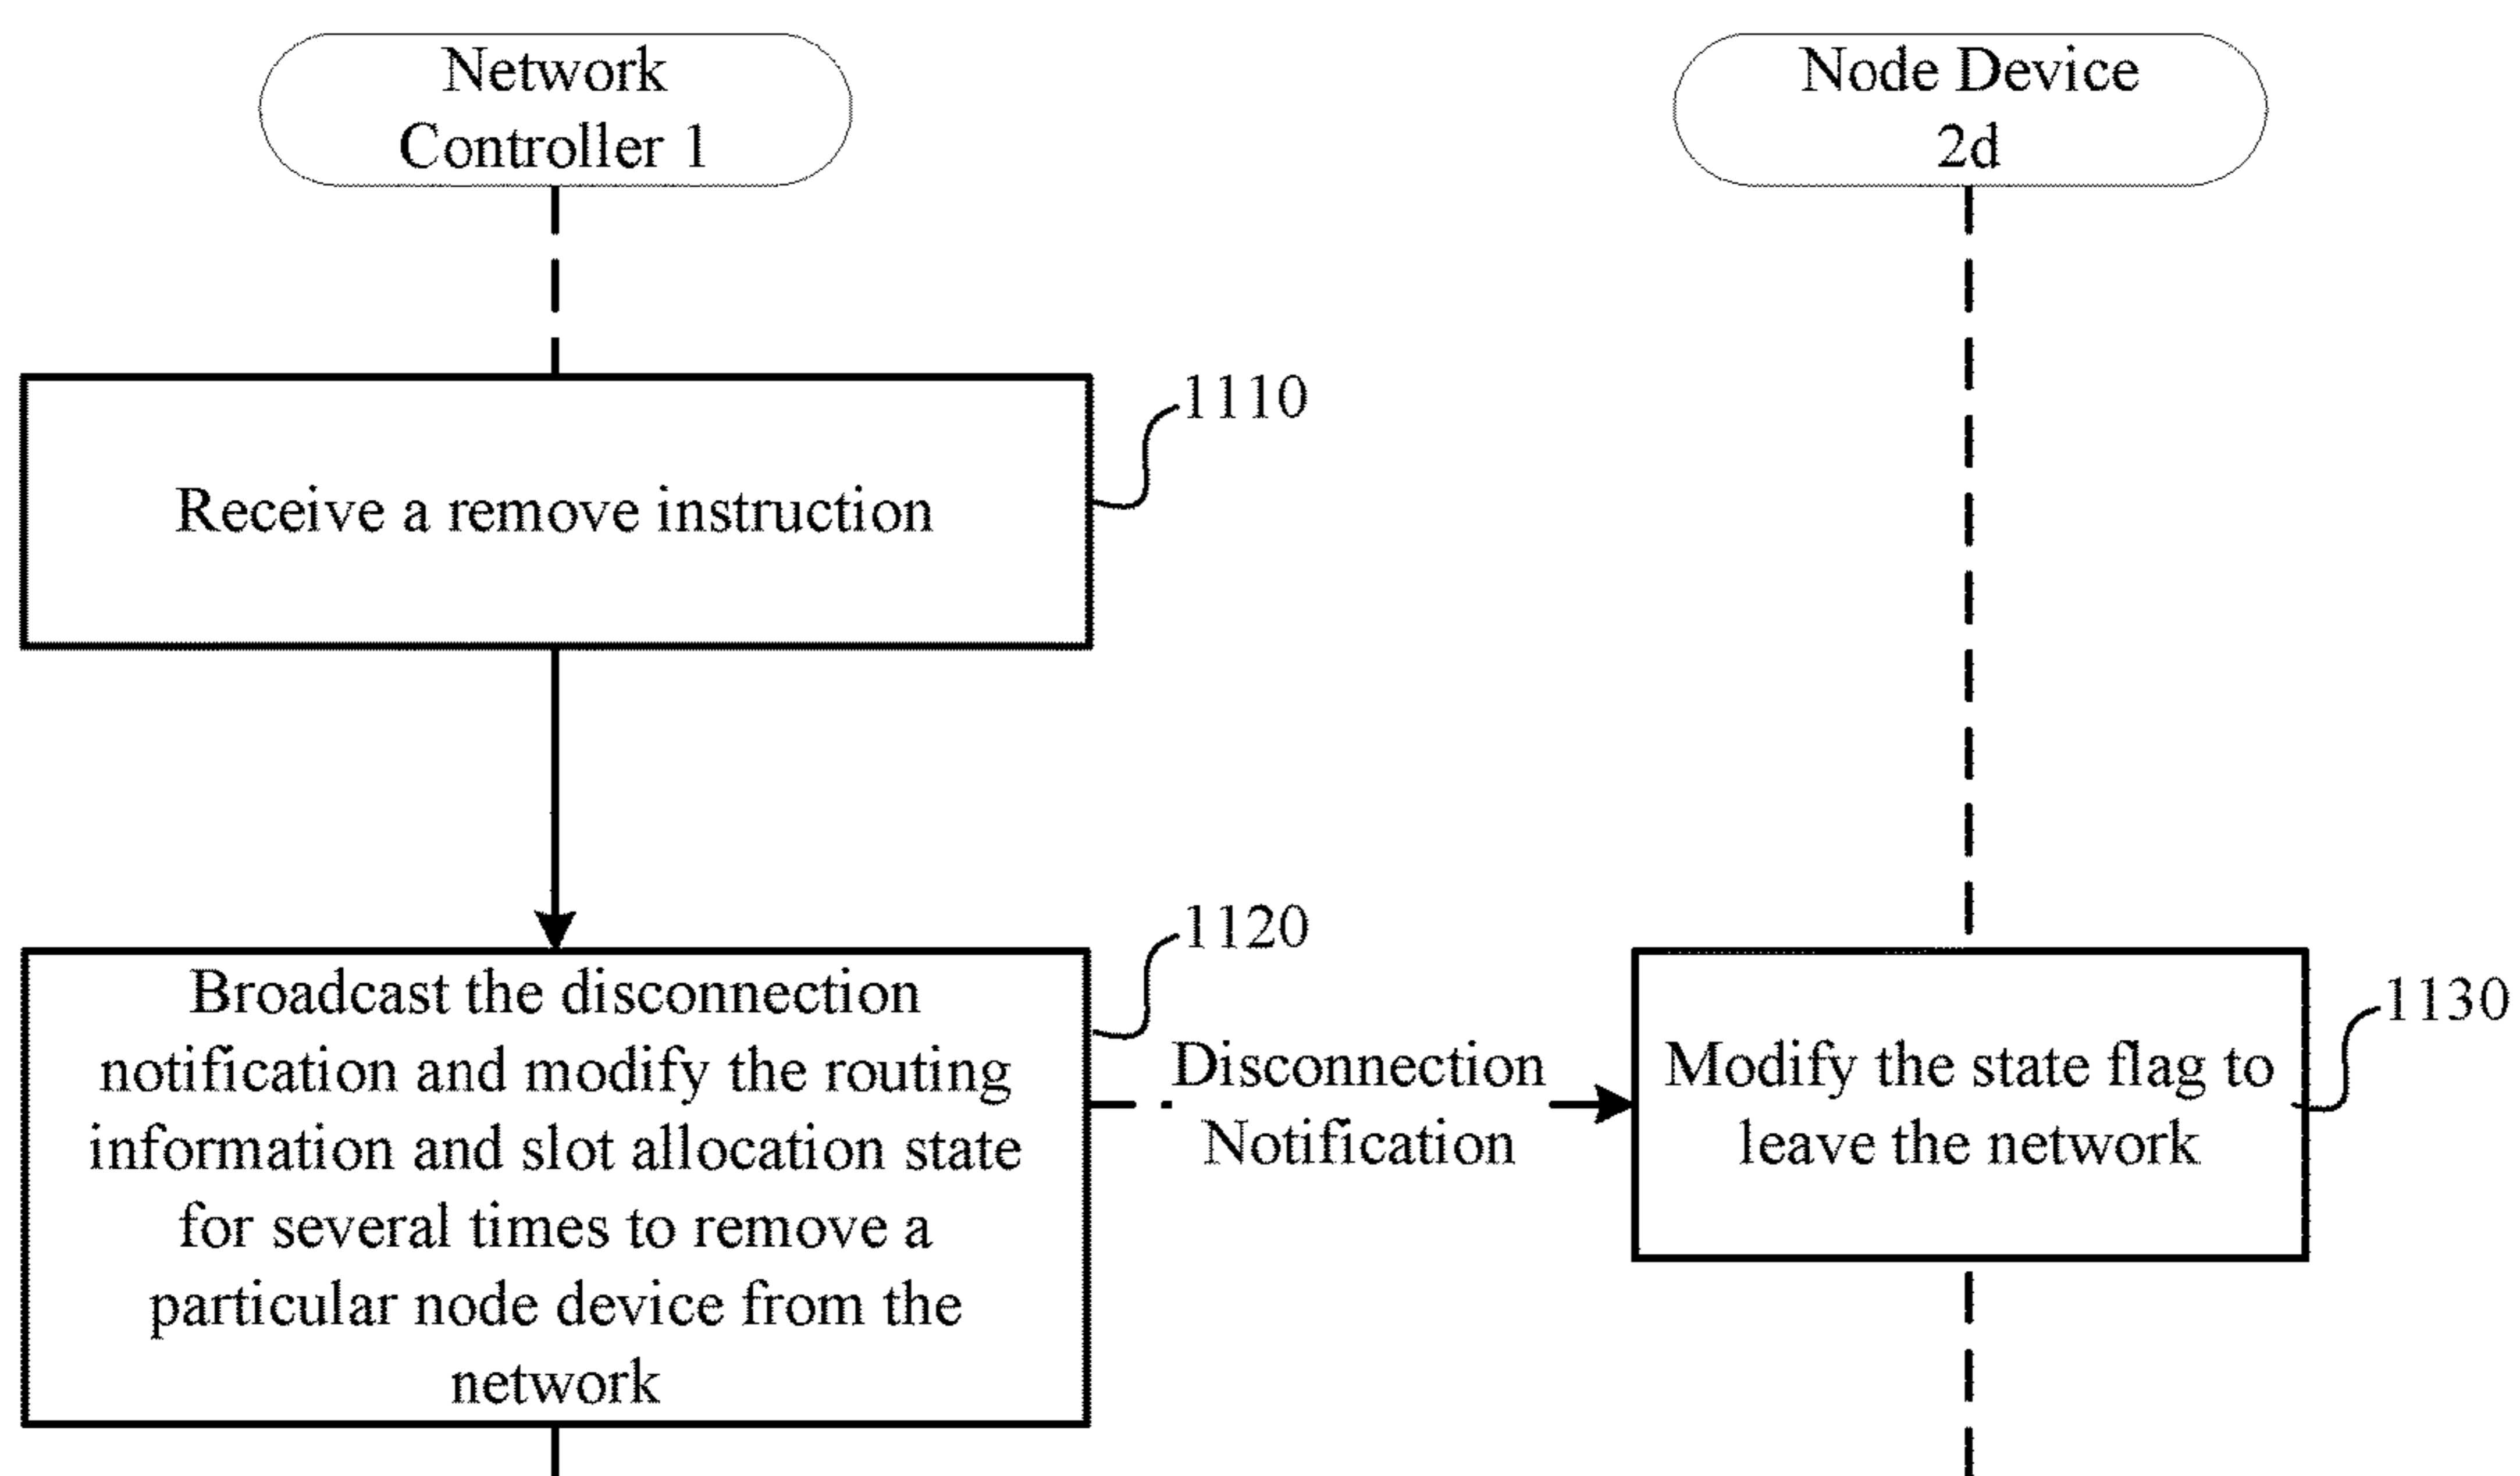 Network
Controller 1
Node Device
2d
1110
Receive a remove instruction
1120
Broadcast the disconnection
notification and modify the routing
information and slot allocation state
for several times to remove a
particular node device from the
network
Disconnection
Notification
1130
Modify the state flag to
leave the network